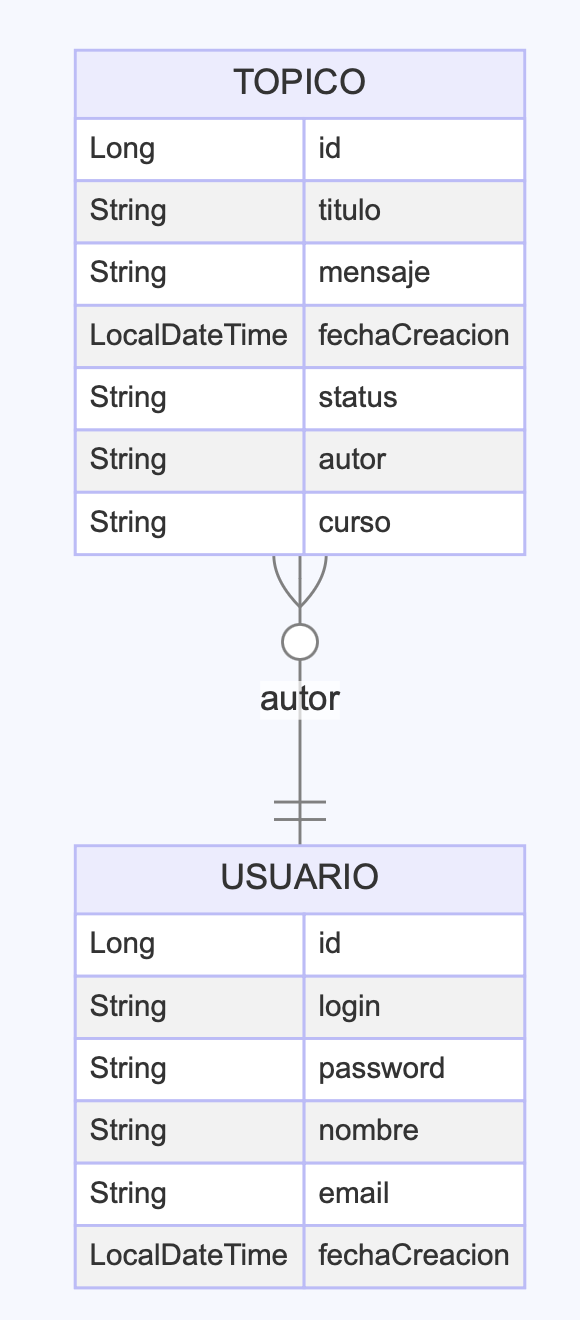 TOPICO
Long id
String titulo
String mensaje
LocalDateTime fechaCreacion
String status
String autor
String curso
autor
USUARIO
Long id
String login
String password
String nombre
String email
LocalDateTime fechaCreacion